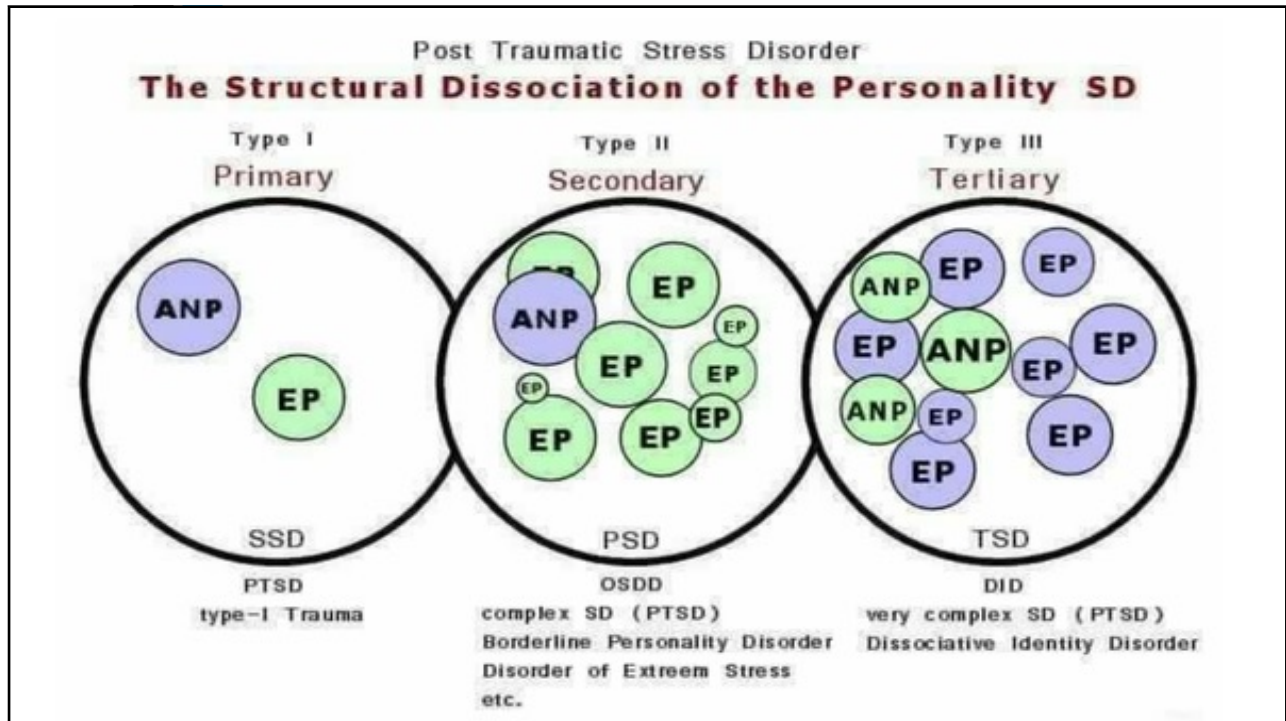 Post Traumatic Stress Disorder
The Structural Dissociation of the Personality SD
Type I
Primary
ANP
EP
SSD
PTSD
type-I Trauma
Type II
Secondary
EP
ANP
EP
EP
EP
EP
EP
EP
EP
EP
PSD
OSDD
complex SD (PTSD)
Borderline Personality Disorder
Disorder of Extreem Stress
etc.
Type III
Tertiary
ANP
EP
EP
EP
ANP
EP
EP
ANP
EP
EP
EP
TSD
DID
very complex SD (PTSD)
Dissociative Identity Disorder